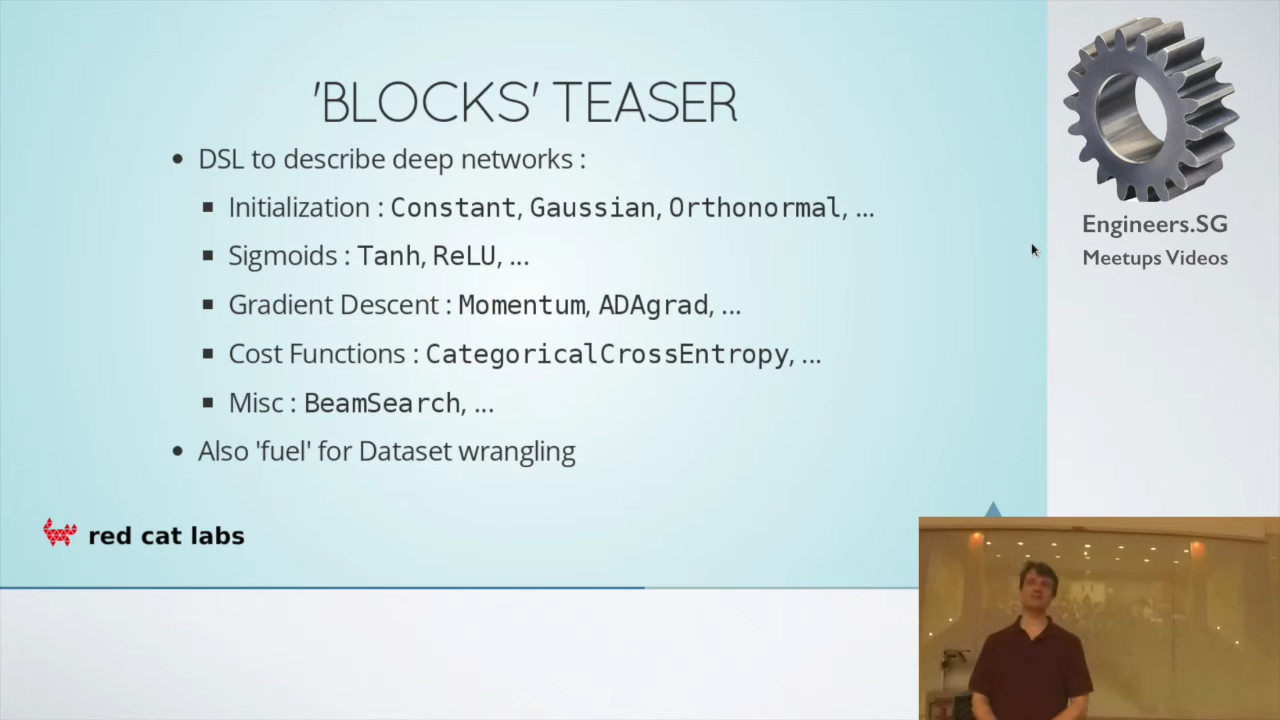 'BLOCKS' TEASER
• DSL to describe deep networks :
▪ Initialization : Constant, Gaussian, Orthonormal, ...
▪ Sigmoids : Tanh, ReLU, ...
▪ Gradient Descent : Momentum, ADAgrad, ...
▪ Cost Functions : CategoricalCrossEntropy, ...
▪ Misc : BeamSearch, ...
• Also 'fuel' for Dataset wrangling
red cat labs
Engineers.SG
Meetups Videos